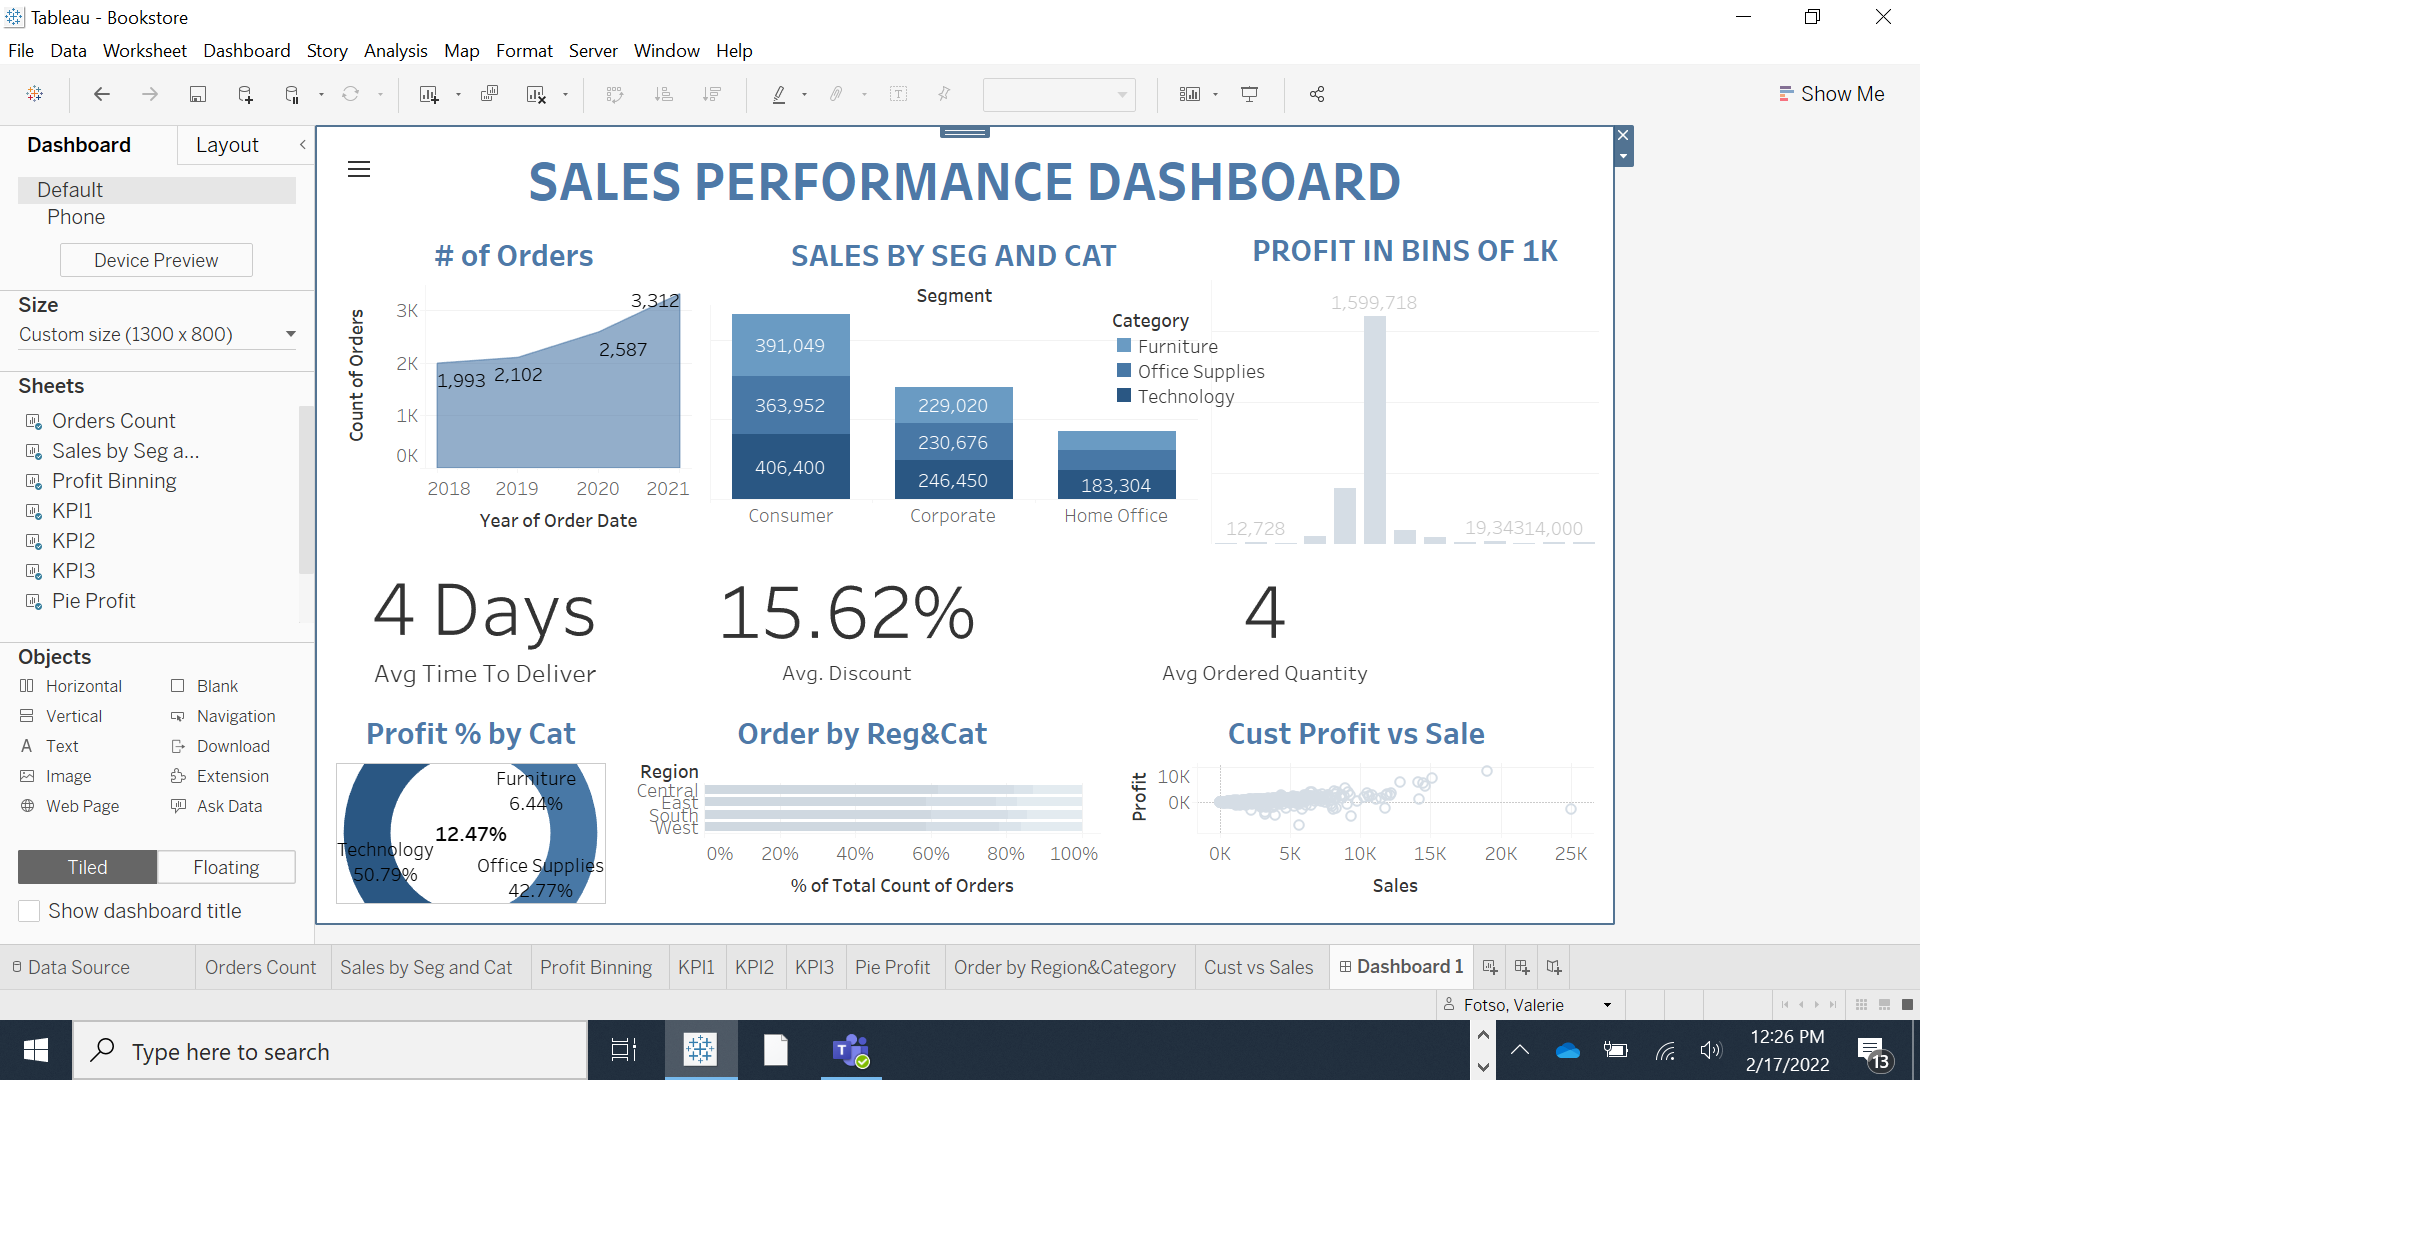 Tableau - Bookstore
File Data Worksheet Dashboard Story Analysis Map Format Server Window Help
Show Me
Dashboard
Layout
Default
Phone
Device Preview
Size
Custom size (1300 x 800)
Sheets
Orders Count
Sales by Seg a...
Profit Binning
KPI1
KPI2
KPI3
Pie Profit
Objects
Horizontal Blank
Vertical Navigation
Text Download
Image Extension
Web Page Ask Data
Tiled Floating
Show dashboard title
SALES PERFORMANCE DASHBOARD
# of Orders
Count of Orders
3K
2K
1K
0K
1,993
2,102
2,587
3,312
2018 2019 2020 2021
Year of Order Date
SALES BY SEG AND CAT
Segment
391,049
363,952
406,400
229,020
230,676
246,450
183,304
Consumer Corporate Home Office
Category
Furniture
Office Supplies
Technology
PROFIT IN BINS OF 1K
1,599,718
12,728
19,343
14,000
4 Days
Avg Time To Deliver
15.62%
Avg. Discount
4
Avg Ordered Quantity
Profit % by Cat
Furniture
6.44%
12.47%
Technology
50.79%
Office Supplies
42.77%
Order by Reg&Cat
Region
Central
East
South
West
0% 20% 40% 60% 80% 100%
% of Total Count of Orders
Cust Profit vs Sale
Profit
10K
0K
0K 5K 10K 15K 20K 25K
Sales
Data Source Orders Count Sales by Seg and Cat Profit Binning KPI1 KPI2 KPI3 Pie Profit Order by Region&Category Cust vs Sales Dashboard 1
Fotso, Valerie
Type here to search
12:26 PM
2/17/2022
13